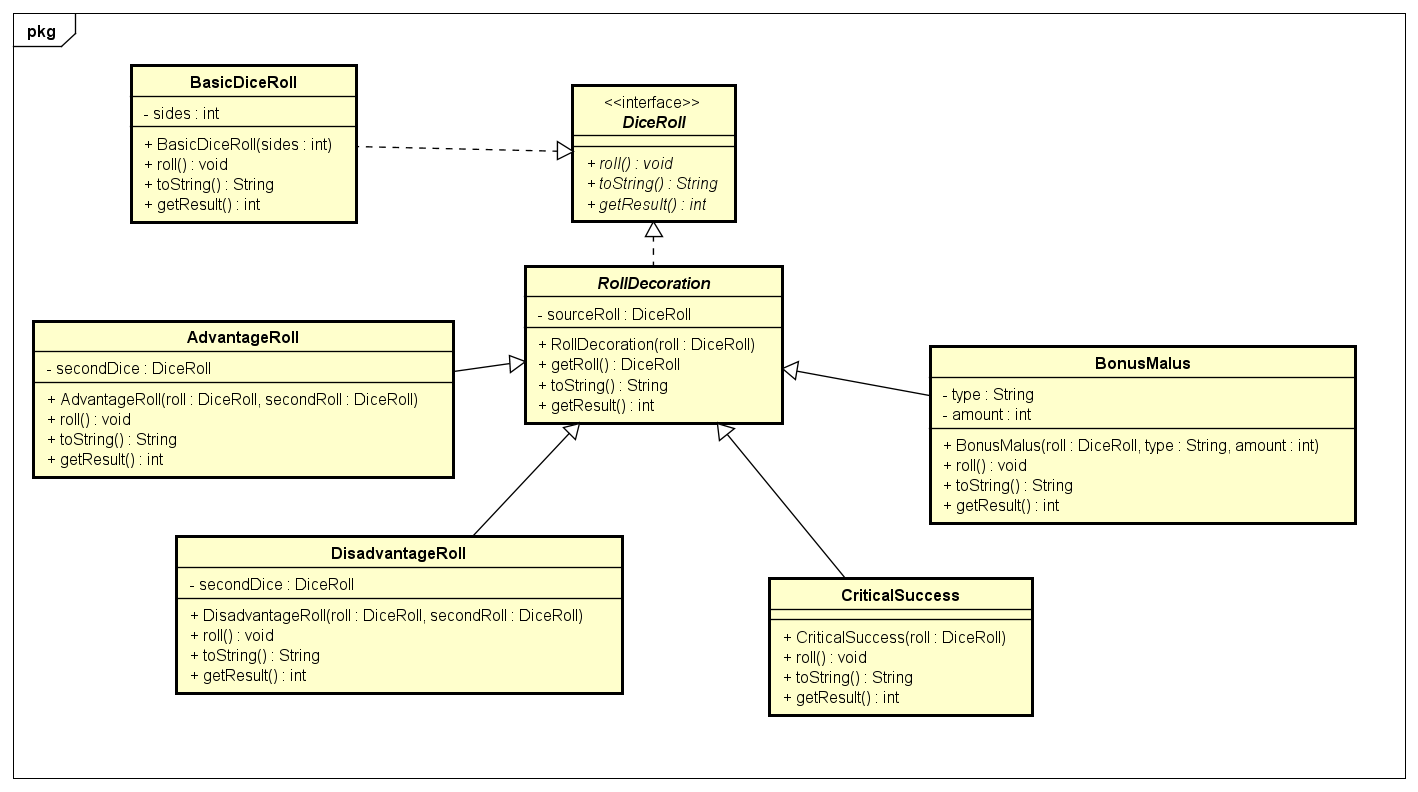 pkg
BasicDiceRoll
- sides : int
+ BasicDiceRoll(sides : int)
+ roll() : void
+ toString() : String
+ getResult() : int
<<interface>>
DiceRoll
+ roll() : void
+ toString() : String
+ getResult() : int
RollDecoration
- sourceRoll : DiceRoll
+ RollDecoration(roll : DiceRoll)
+ getRoll() : DiceRoll
+ toString() : String
+ getResult() : int
AdvantageRoll
- secondDice : DiceRoll
+ AdvantageRoll(roll : DiceRoll, secondRoll : DiceRoll)
+ roll() : void
+ toString() : String
+ getResult() : int
BonusMalus
- type : String
- amount : int
+ BonusMalus(roll : DiceRoll, type : String, amount : int)
+ roll() : void
+ toString() : String
+ getResult() : int
DisadvantageRoll
- secondDice : DiceRoll
+ DisadvantageRoll(roll : DiceRoll, secondRoll : DiceRoll)
+ roll() : void
+ toString() : String
+ getResult() : int
CriticalSuccess
+ CriticalSuccess(roll : DiceRoll)
+ roll() : void
+ toString() : String
+ getResult() : int